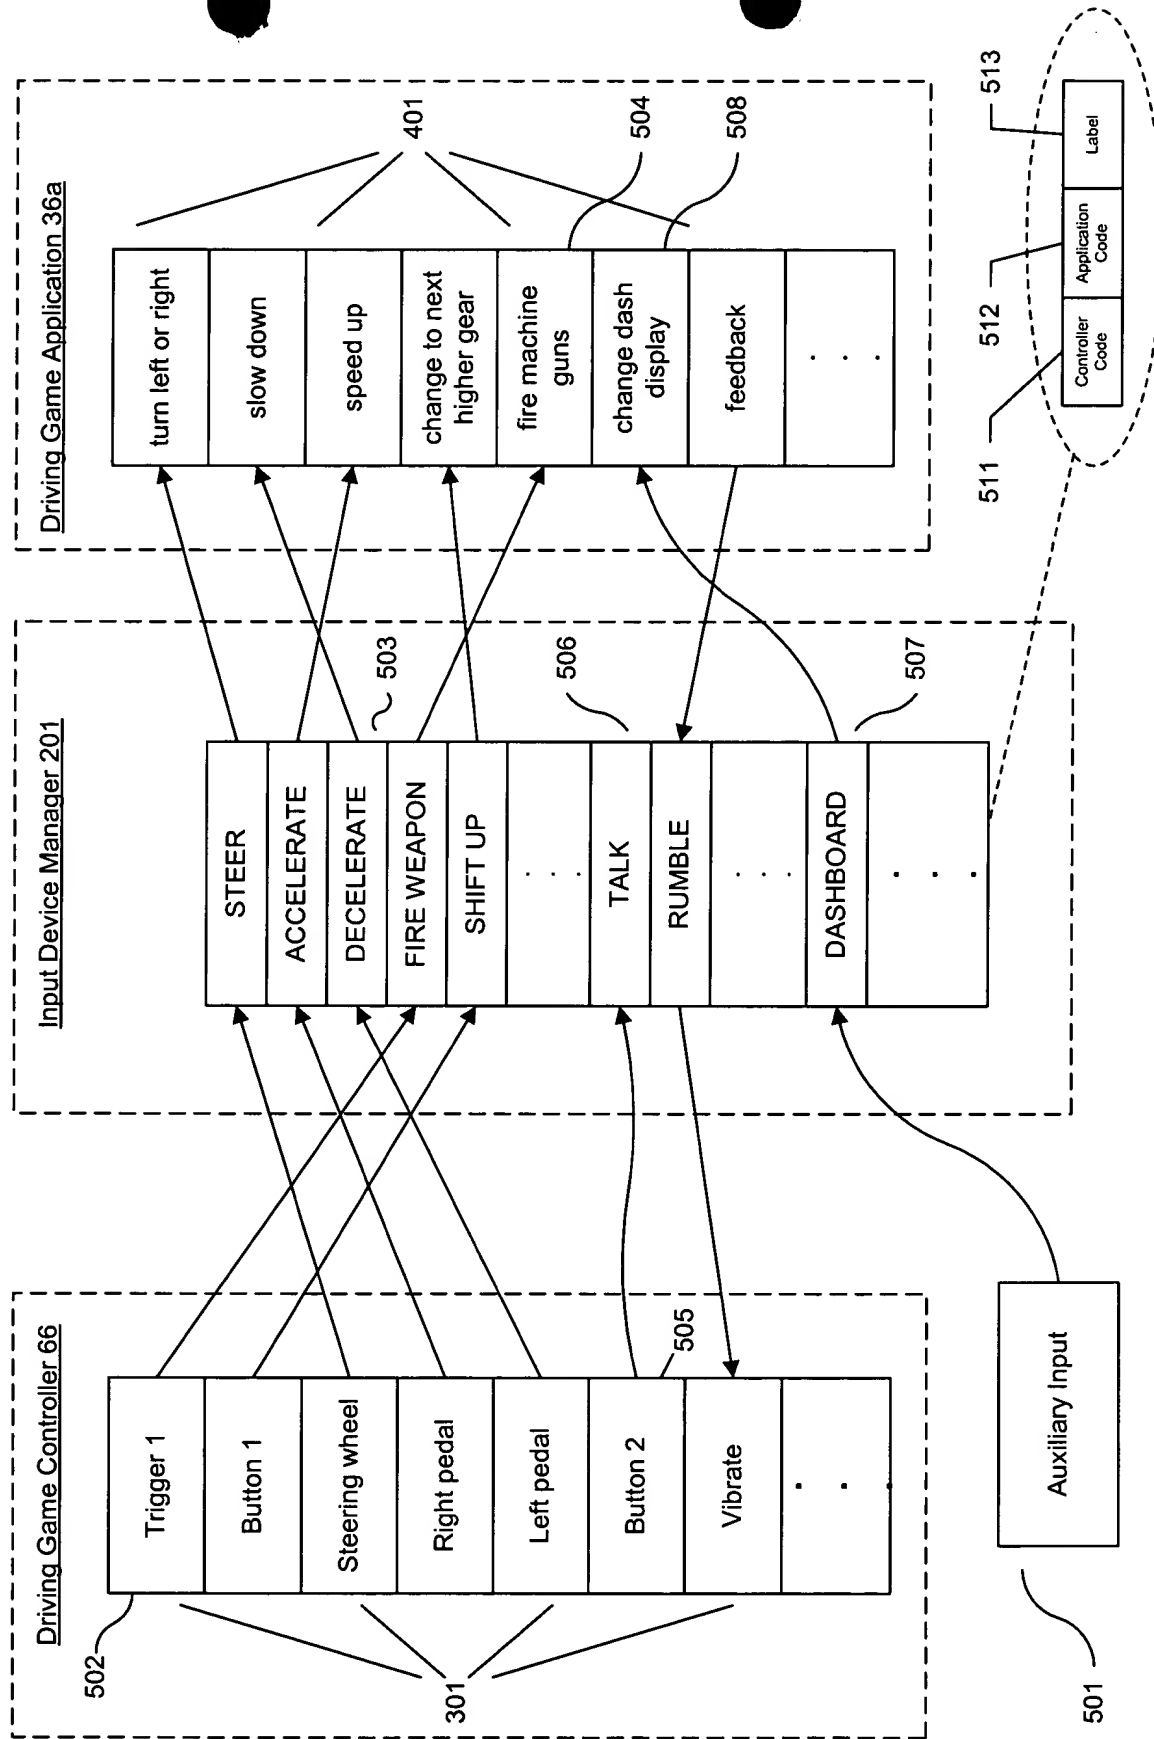 Driving Game Controller 66
502
Trigger 1
Button 1
Steering wheel
Right pedal
Left pedal
Button 2
505
Vibrate
. . .
301
Auxiliary Input
501
Input Device Manager 201
STEER
ACCELERATE
DECELERATE
503
FIRE WEAPON
SHIFT UP
. . .
506
TALK
RUMBLE
. . .
DASHBOARD
507
. . .
Driving Game Application 36a
turn left or right
slow down
speed up
change to next
higher gear
fire machine
guns
change dash
display
feedback
. . .
401
504
508
511
512
513
Controller
Code
Application
Code
Label